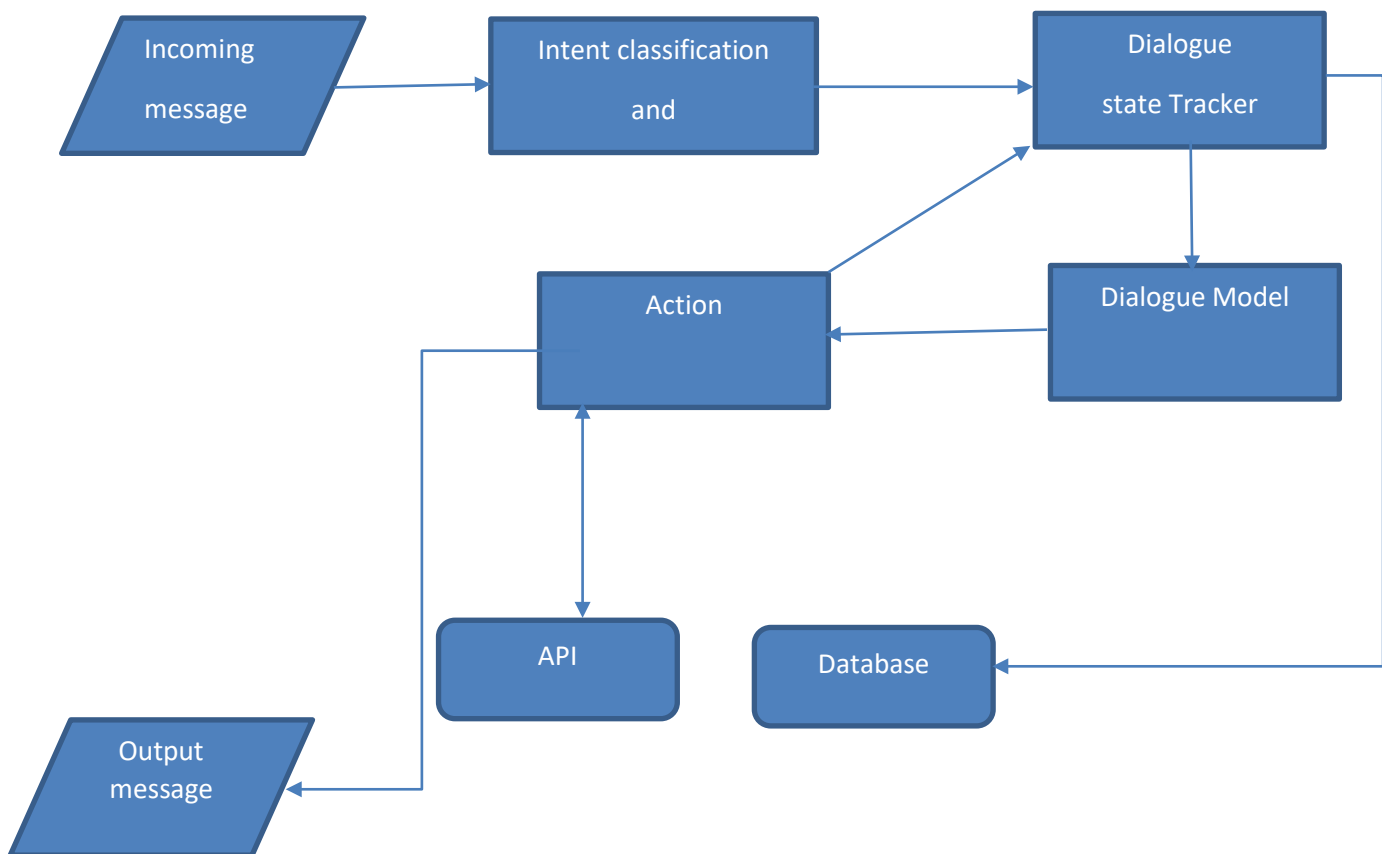 Incoming
message
Intent classification
and
Dialogue
state Tracker
Action
Dialogue Model
API
Database
Output
message